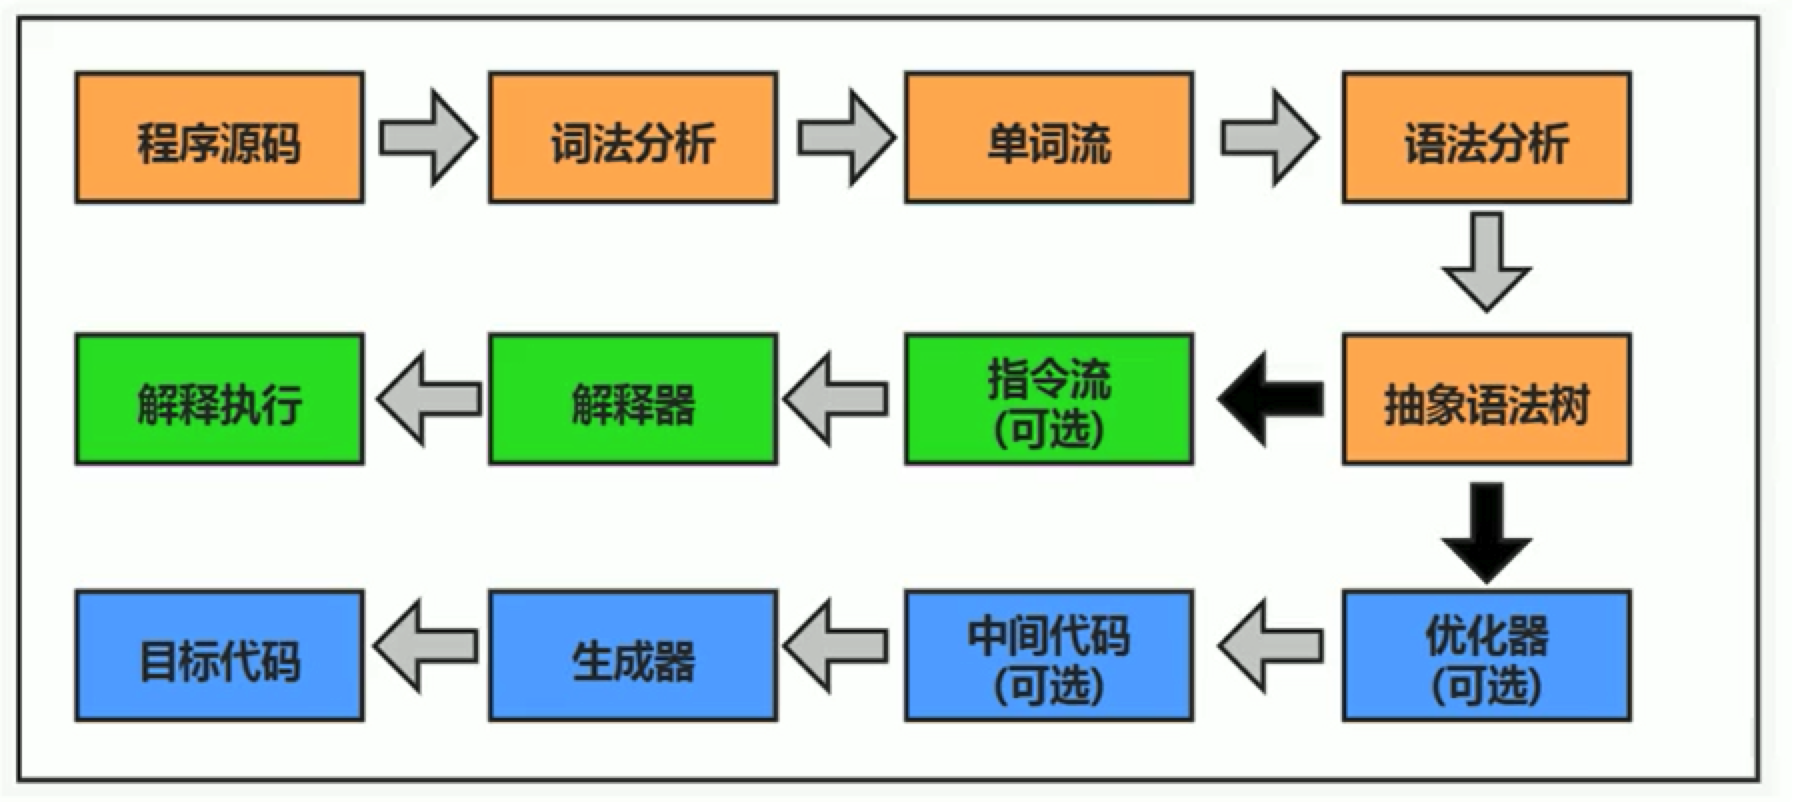 程序源码
词法分析
单词流
语法分析
解释执行
解释器
指令流
(可选)
抽象语法树
目标代码
生成器
中间代码
(可选)
优化器
(可选)